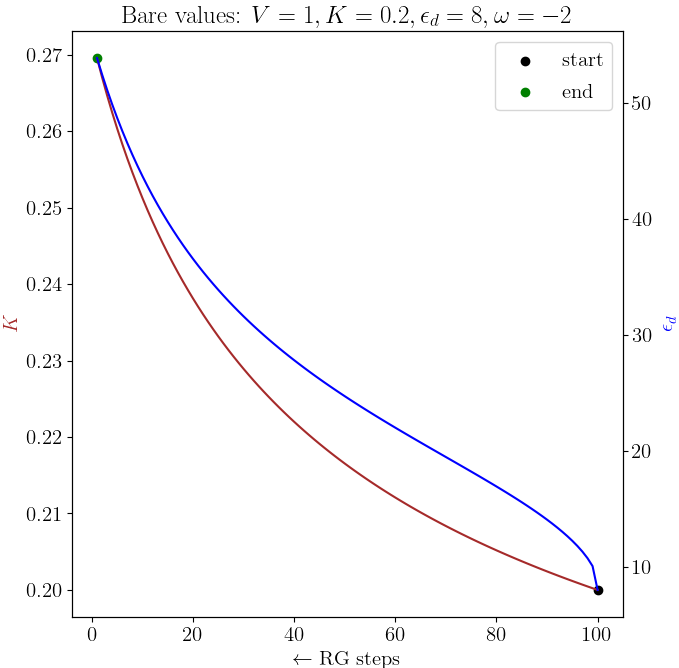 Bare values: V = 1, K = 0.2, ϵ_d = 8, ω = −2
start
end
0.27
0.26
0.25
0.24
0.23
0.22
0.21
0.20
K
50
40
30
20
10
ϵ_d
0 20 40 60 80 100
← RG steps